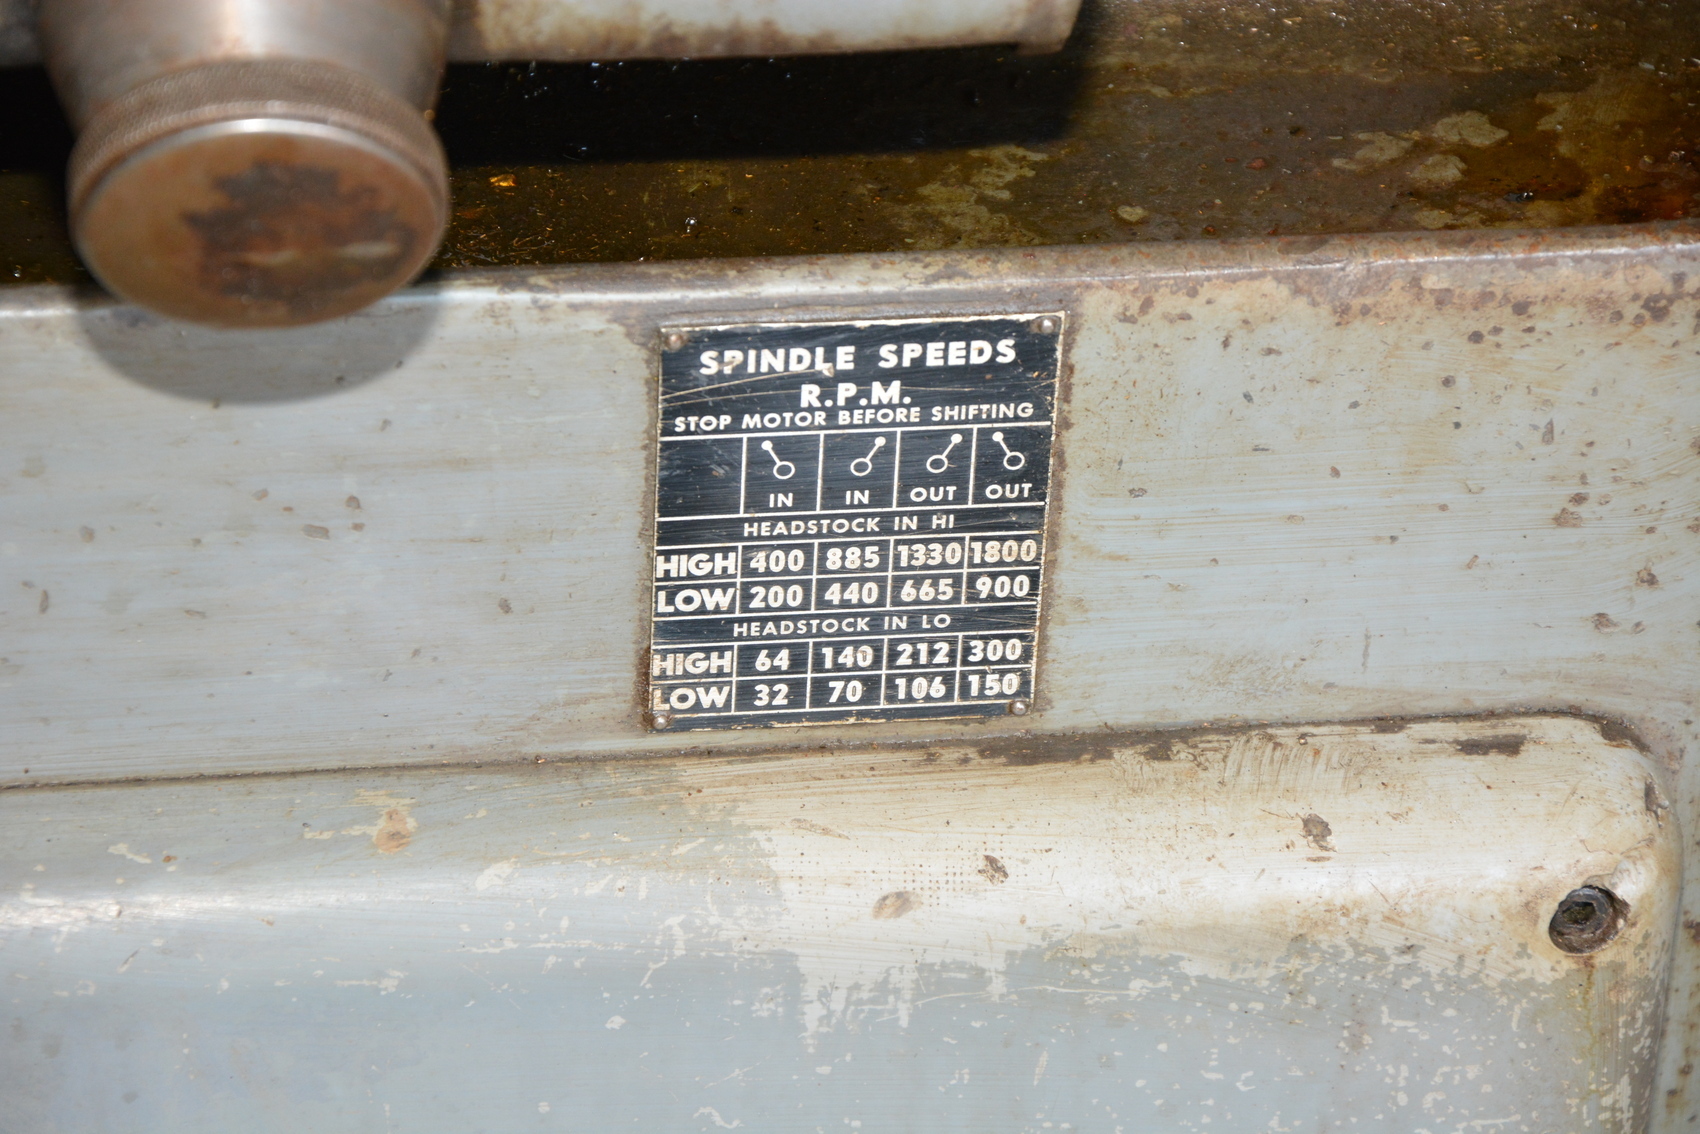 SPINDLE SPEEDS
R.P.M.
STOP MOTOR BEFORE SHIFTING
IN IN OUT OUT
HEADSTOCK IN HI
HIGH 400 885 1330 1800
LOW 200 440 665 900
HEADSTOCK IN LO
HIGH 64 140 212 300
LOW 32 70 106 150